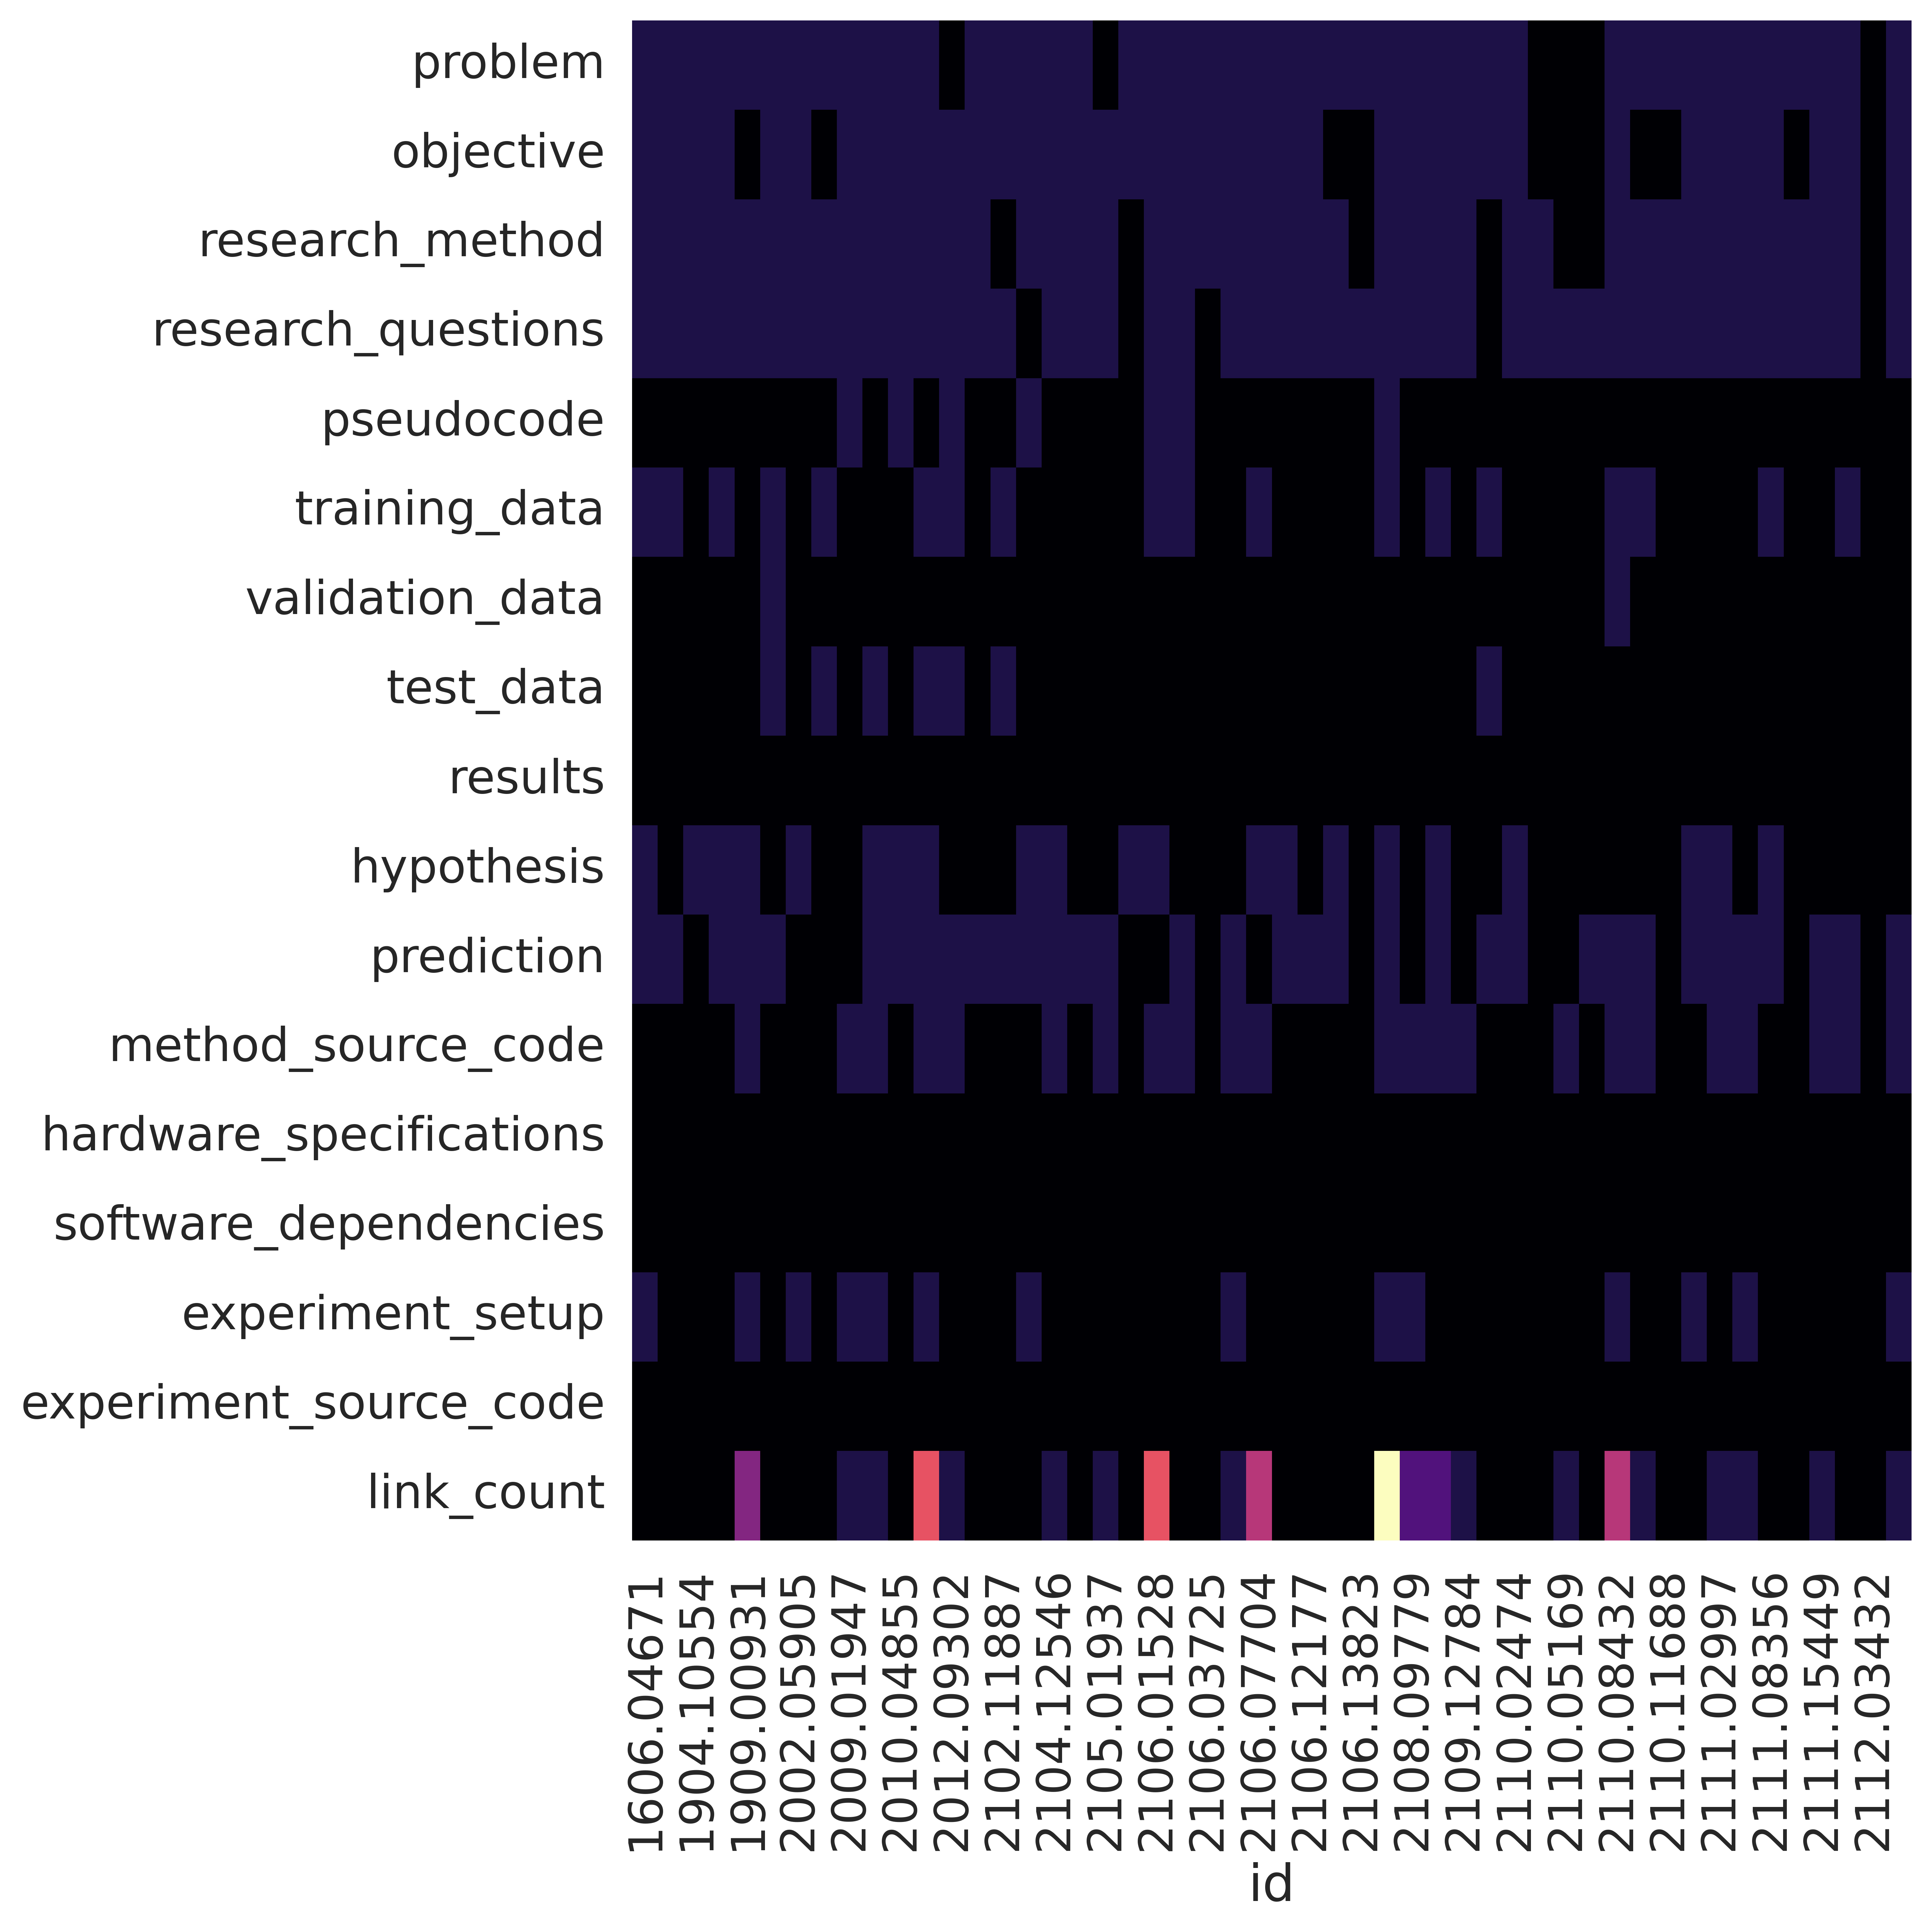 problem
objective
research_method
research_questions
pseudocode
training_data
validation_data
test_data
results
hypothesis
prediction
method_source_code
hardware_specifications
software_dependencies
experiment_setup
experiment_source_code
link_count
1606.04671
1904.10554
1909.00931
2002.05905
2009.01947
2010.04855
2012.09302
2102.11887
2104.12546
2105.01937
2106.01528
2106.03725
2106.07704
2106.12177
2106.13823
2108.09779
2109.12784
2110.02474
2110.05169
2110.08432
2110.11688
2111.02997
2111.08356
2111.15449
2112.03432
id